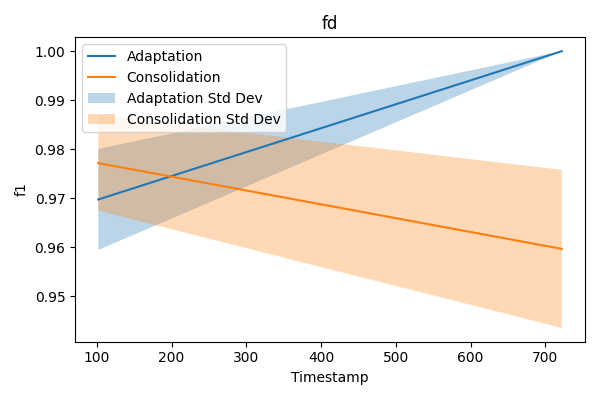 fd
Adaptation
Consolidation
Adaptation Std Dev
Consolidation Std Dev
1.00
0.99
0.98
0.97
0.96
0.95
f1
100 200 300 400 500 600 700
Timestamp